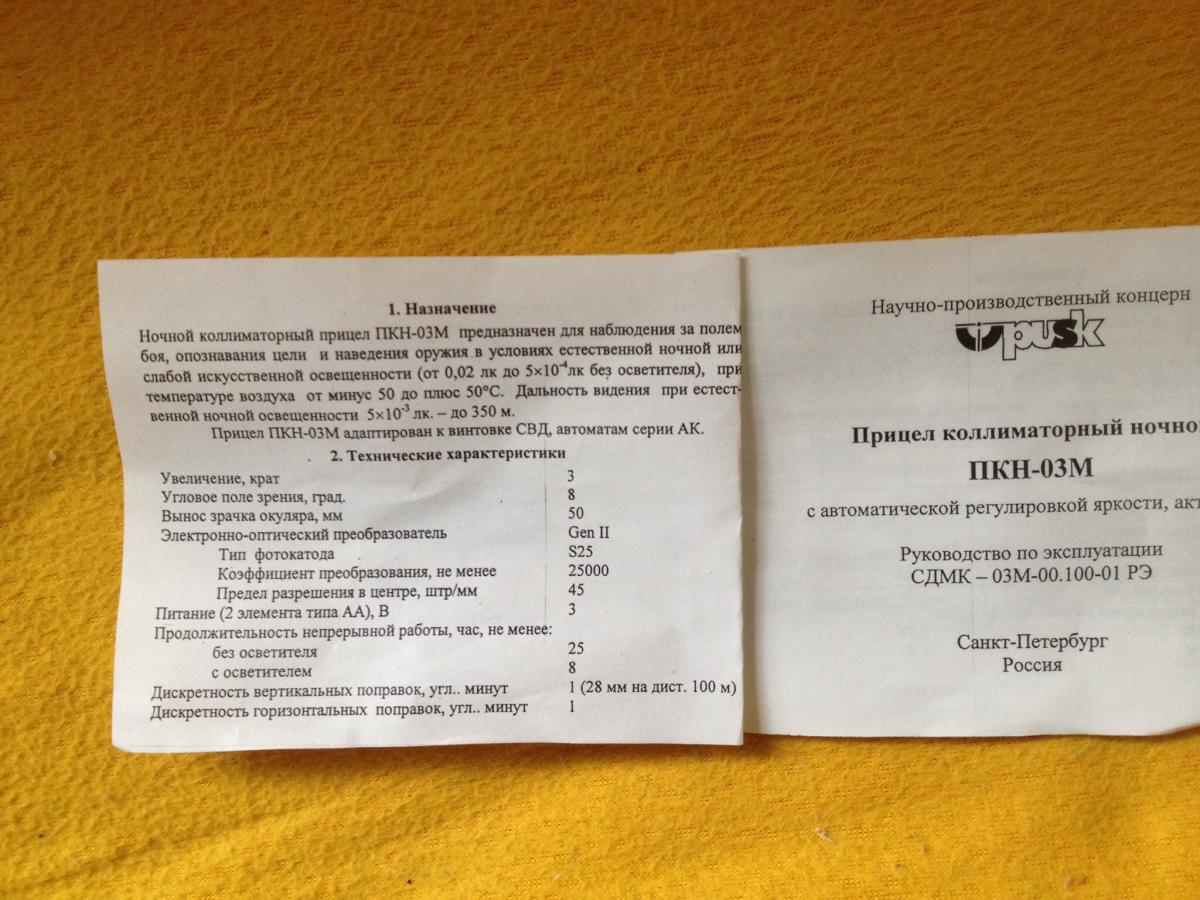 1. Назначение
Ночной коллиматорный прицел ПКН-03М предназначен для наблюдения за полем
боя, опознавания цели и наведения оружия в условиях естественной ночной или
слабой искусственной освещенности (от 0,02 лк до 5×10⁻⁴лк без осветителя), при
температуре воздуха от минус 50 до плюс 50°С. Дальность видения при естест-
венной ночной освещенности 5×10⁻³ лк. – до 350 м.
Прицел ПКН-03М адаптирован к винтовке СВД, автоматам серии АК.
2. Технические характеристики
Увеличение, крат 3
Угловое поле зрения, град. 8
Вынос зрачка окуляра, мм 50
Электронно-оптический преобразователь Gen II
Тип фотокатода S25
Коэффициент преобразования, не менее 25000
Предел разрешения в центре, штр/мм 45
Питание (2 элемента типа АА), В 3
Продолжительность непрерывной работы, час, не менее:
без осветителя 25
с осветителем 8
Дискретность вертикальных поправок, угл.. минут 1 (28 мм на дист. 100 м)
Дискретность горизонтальных поправок, угл.. минут 1
Научно-производственный концерн
pusk
Прицел коллиматорный ночно
ПКН-03М
с автоматической регулировкой яркости, акт
Руководство по эксплуатации
СДМК – 03М-00.100-01 РЭ
Санкт-Петербург
Россия